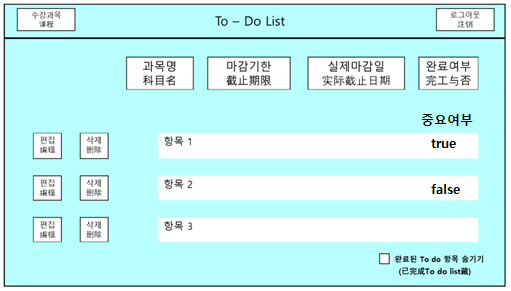 수강과목
课程
To – Do List
로그아웃
注销
과목명
科目名
마감기한
截止期限
실제마감일
实际截止日期
완료여부
完工与否
중요여부
편집
编辑
삭제
删除
항목 1
true
편집
编辑
삭제
删除
항목 2
false
편집
编辑
삭제
删除
항목 3
완료된 To do 항목 숨기기
(已完成To do list藏)